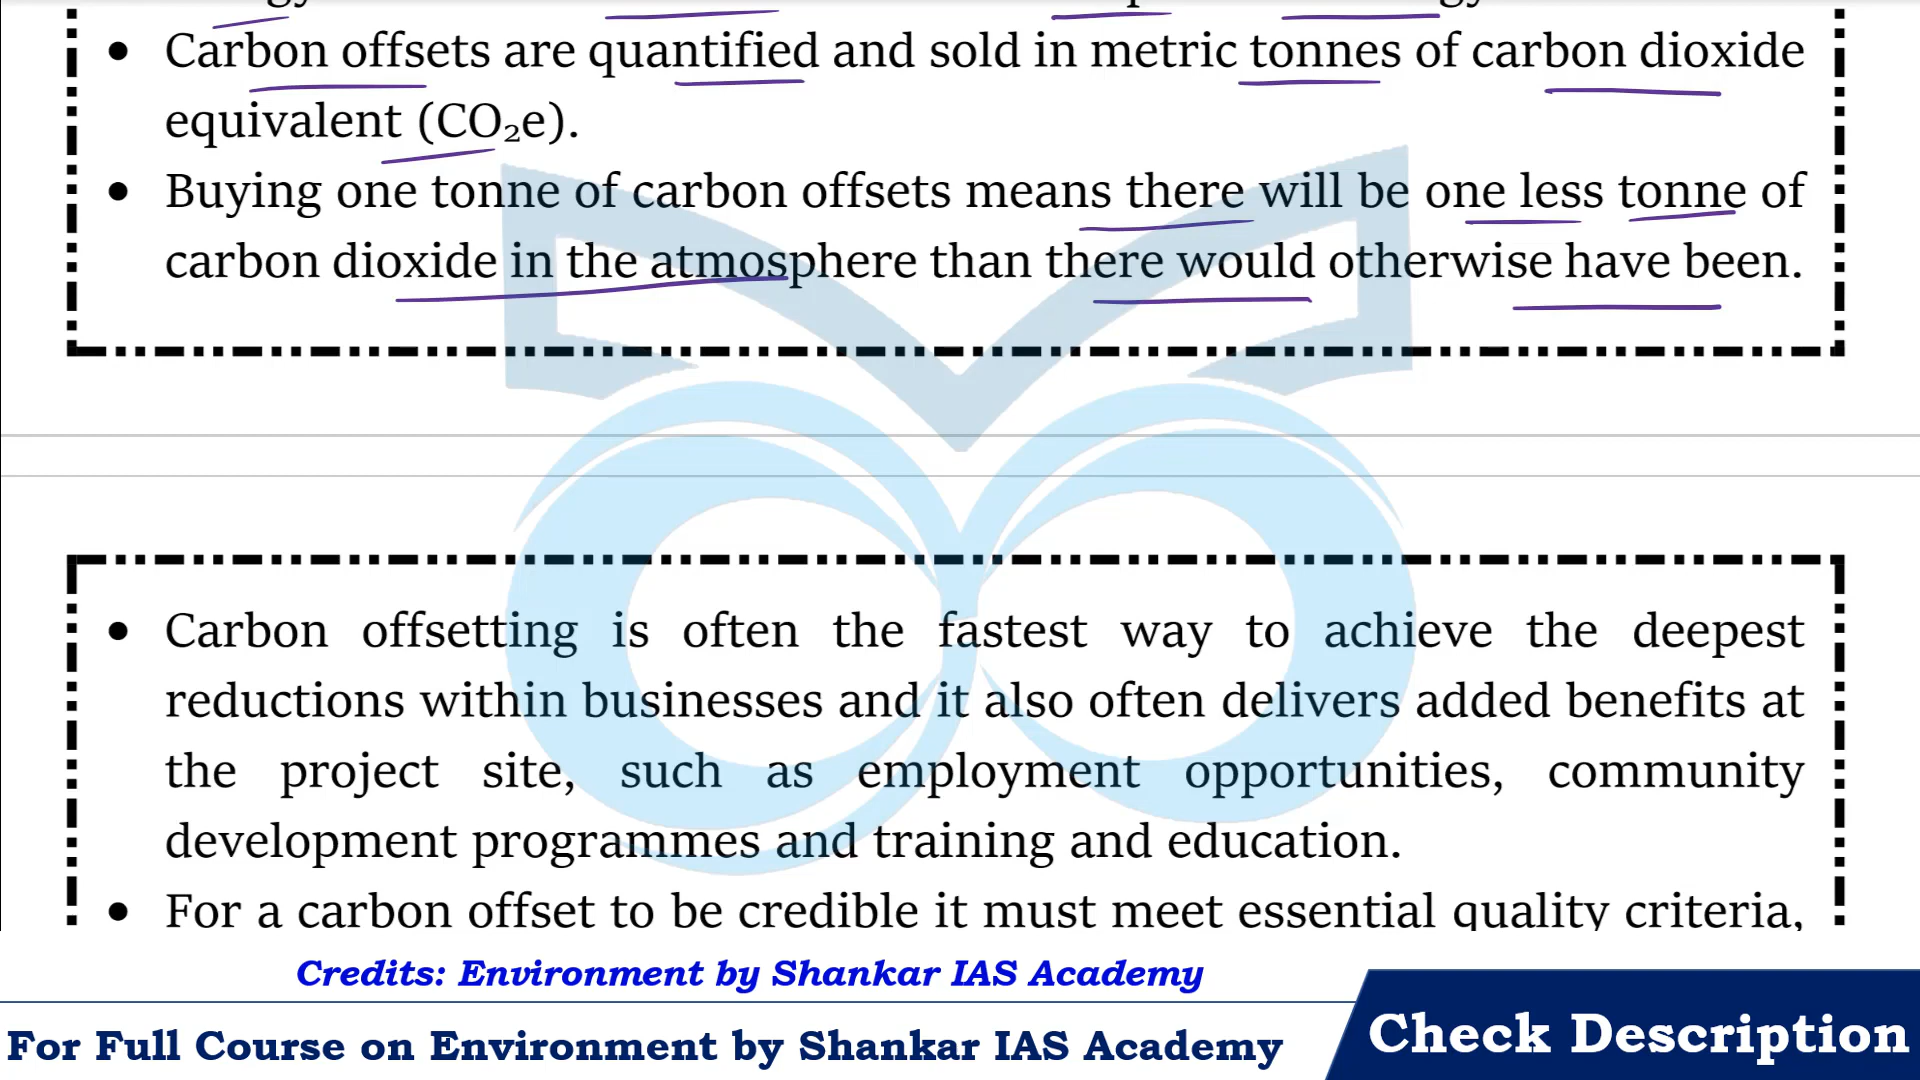 Carbon offsets are quantified and sold in metric tonnes of carbon dioxide
equivalent (CO₂e).
Buying one tonne of carbon offsets means there will be one less tonne of
carbon dioxide in the atmosphere than there would otherwise have been.
Carbon offsetting is often the fastest way to achieve the deepest
reductions within businesses and it also often delivers added benefits at
the project site, such as employment opportunities, community
development programmes and training and education.
For a carbon offset to be credible it must meet essential quality criteria,
Credits: Environment by Shankar IAS Academy
For Full Course on Environment by Shankar IAS Academy
Check Description